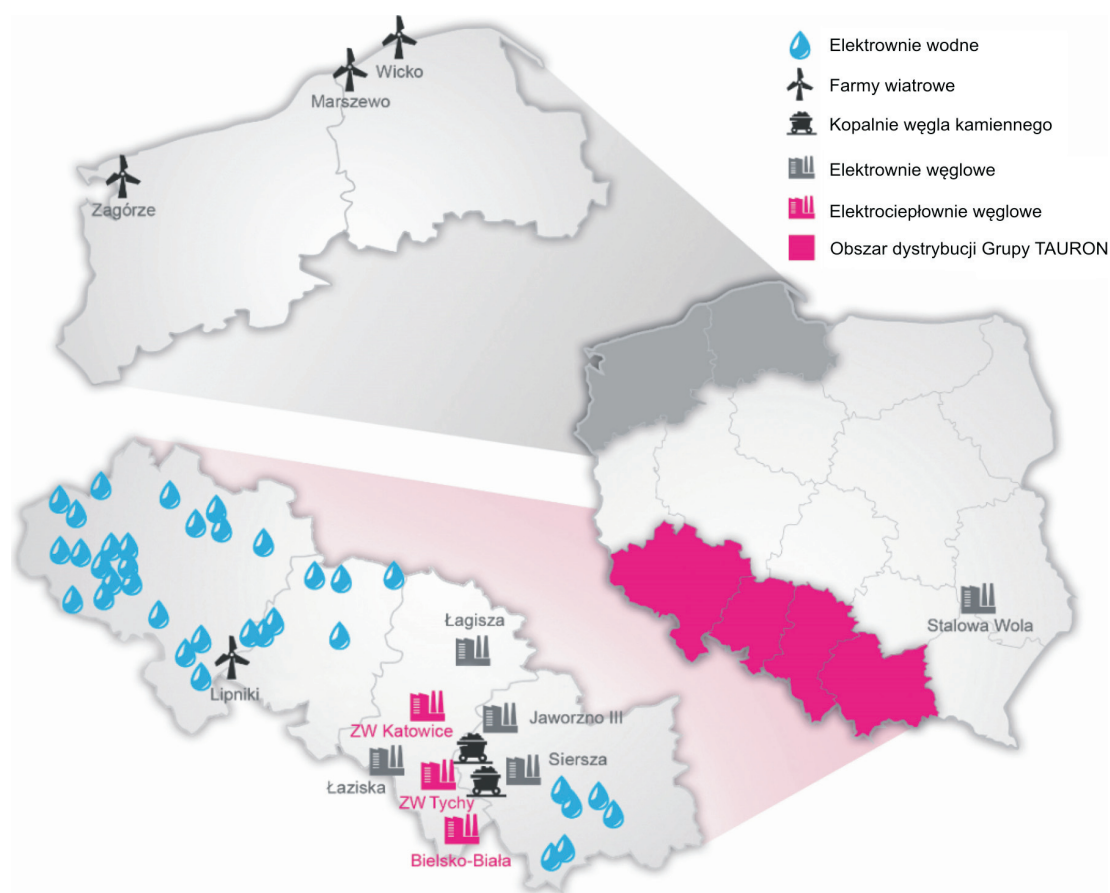 Elektrownie wodne
Farmy wiatrowe
Kopalnie węgla kamiennego
Elektrownie węglowe
Elektrociepłownie węglowe
Obszar dystrybucji Grupy TAURON
Wicko
Marszewo
Zagórze
Stalowa Wola
Łagisza
Lipniki
Jaworzno III
ZW Katowice
Siersza
Łaziska
ZW Tychy
Bielsko-Biała